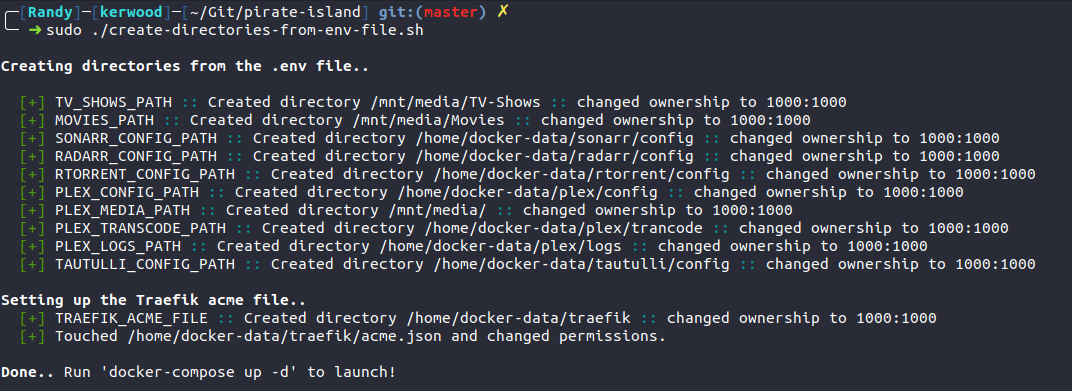 [Randy]—[kerwood]—[~/Git/pirate-island] git:(master) ✗
➜ sudo ./create-directories-from-env-file.sh
Creating directories from the .env file..
[+] TV_SHOWS_PATH :: Created directory /mnt/media/TV-Shows :: changed ownership to 1000:1000
[+] MOVIES_PATH :: Created directory /mnt/media/Movies :: changed ownership to 1000:1000
[+] SONARR_CONFIG_PATH :: Created directory /home/docker-data/sonarr/config :: changed ownership to 1000:1000
[+] RADARR_CONFIG_PATH :: Created directory /home/docker-data/radarr/config :: changed ownership to 1000:1000
[+] RTORRENT_CONFIG_PATH :: Created directory /home/docker-data/rtorrent/config :: changed ownership to 1000:1000
[+] PLEX_CONFIG_PATH :: Created directory /home/docker-data/plex/config :: changed ownership to 1000:1000
[+] PLEX_MEDIA_PATH :: Created directory /mnt/media/ :: changed ownership to 1000:1000
[+] PLEX_TRANSCODE_PATH :: Created directory /home/docker-data/plex/trancode :: changed ownership to 1000:1000
[+] PLEX_LOGS_PATH :: Created directory /home/docker-data/plex/logs :: changed ownership to 1000:1000
[+] TAUTULLI_CONFIG_PATH :: Created directory /home/docker-data/tautulli/config :: changed ownership to 1000:1000
Setting up the Traefik acme file..
[+] TRAEFIK_ACME_FILE :: Created directory /home/docker-data/traefik :: changed ownership to 1000:1000
[+] Touched /home/docker-data/traefik/acme.json and changed permissions.
Done.. Run 'docker-compose up -d' to launch!